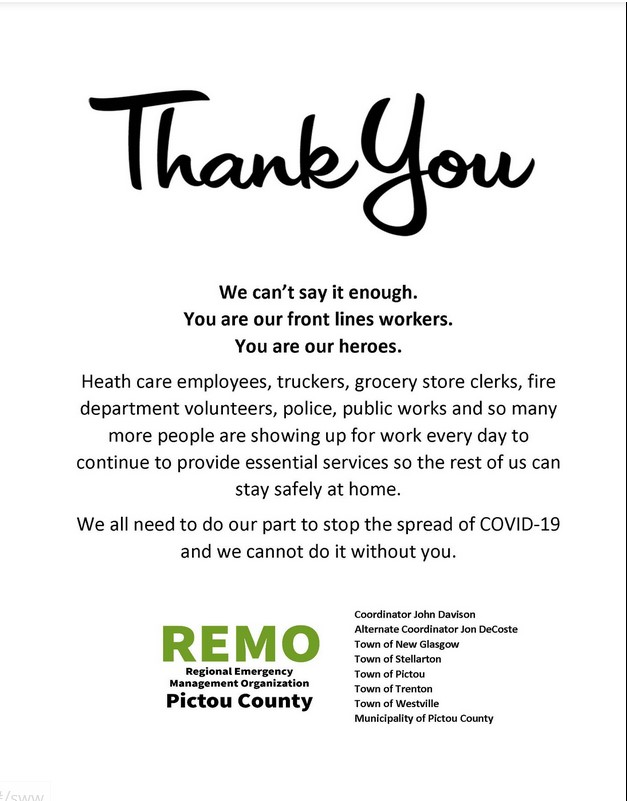 Thank You
We can’t say it enough.
You are our front lines workers.
You are our heroes.
Heath care employees, truckers, grocery store clerks, fire
department volunteers, police, public works and so many
more people are showing up for work every day to
continue to provide essential services so the rest of us can
stay safely at home.
We all need to do our part to stop the spread of COVID-19
and we cannot do it without you.
REMO
Regional Emergency
Management Organization
Pictou County
Coordinator John Davison
Alternate Coordinator Jon DeCoste
Town of New Glasgow
Town of Stellarton
Town of Pictou
Town of Trenton
Town of Westville
Municipality of Pictou County